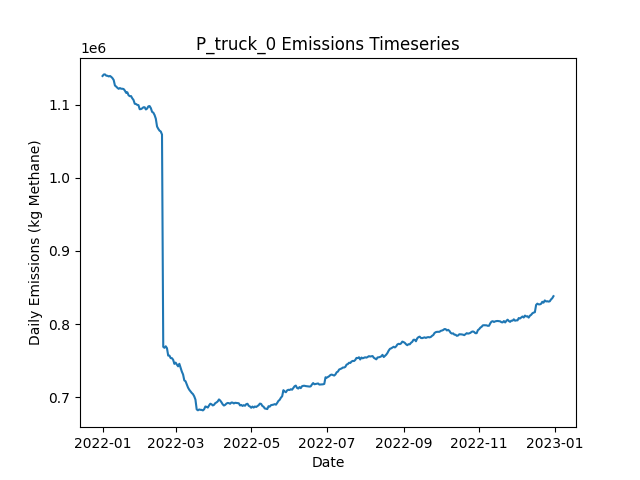 P_truck_0 Emissions Timeseries
1e6
Daily Emissions (kg Methane)
1.1
1.0
0.9
0.8
0.7
2022-01 2022-03 2022-05 2022-07 2022-09 2022-11 2023-01
Date